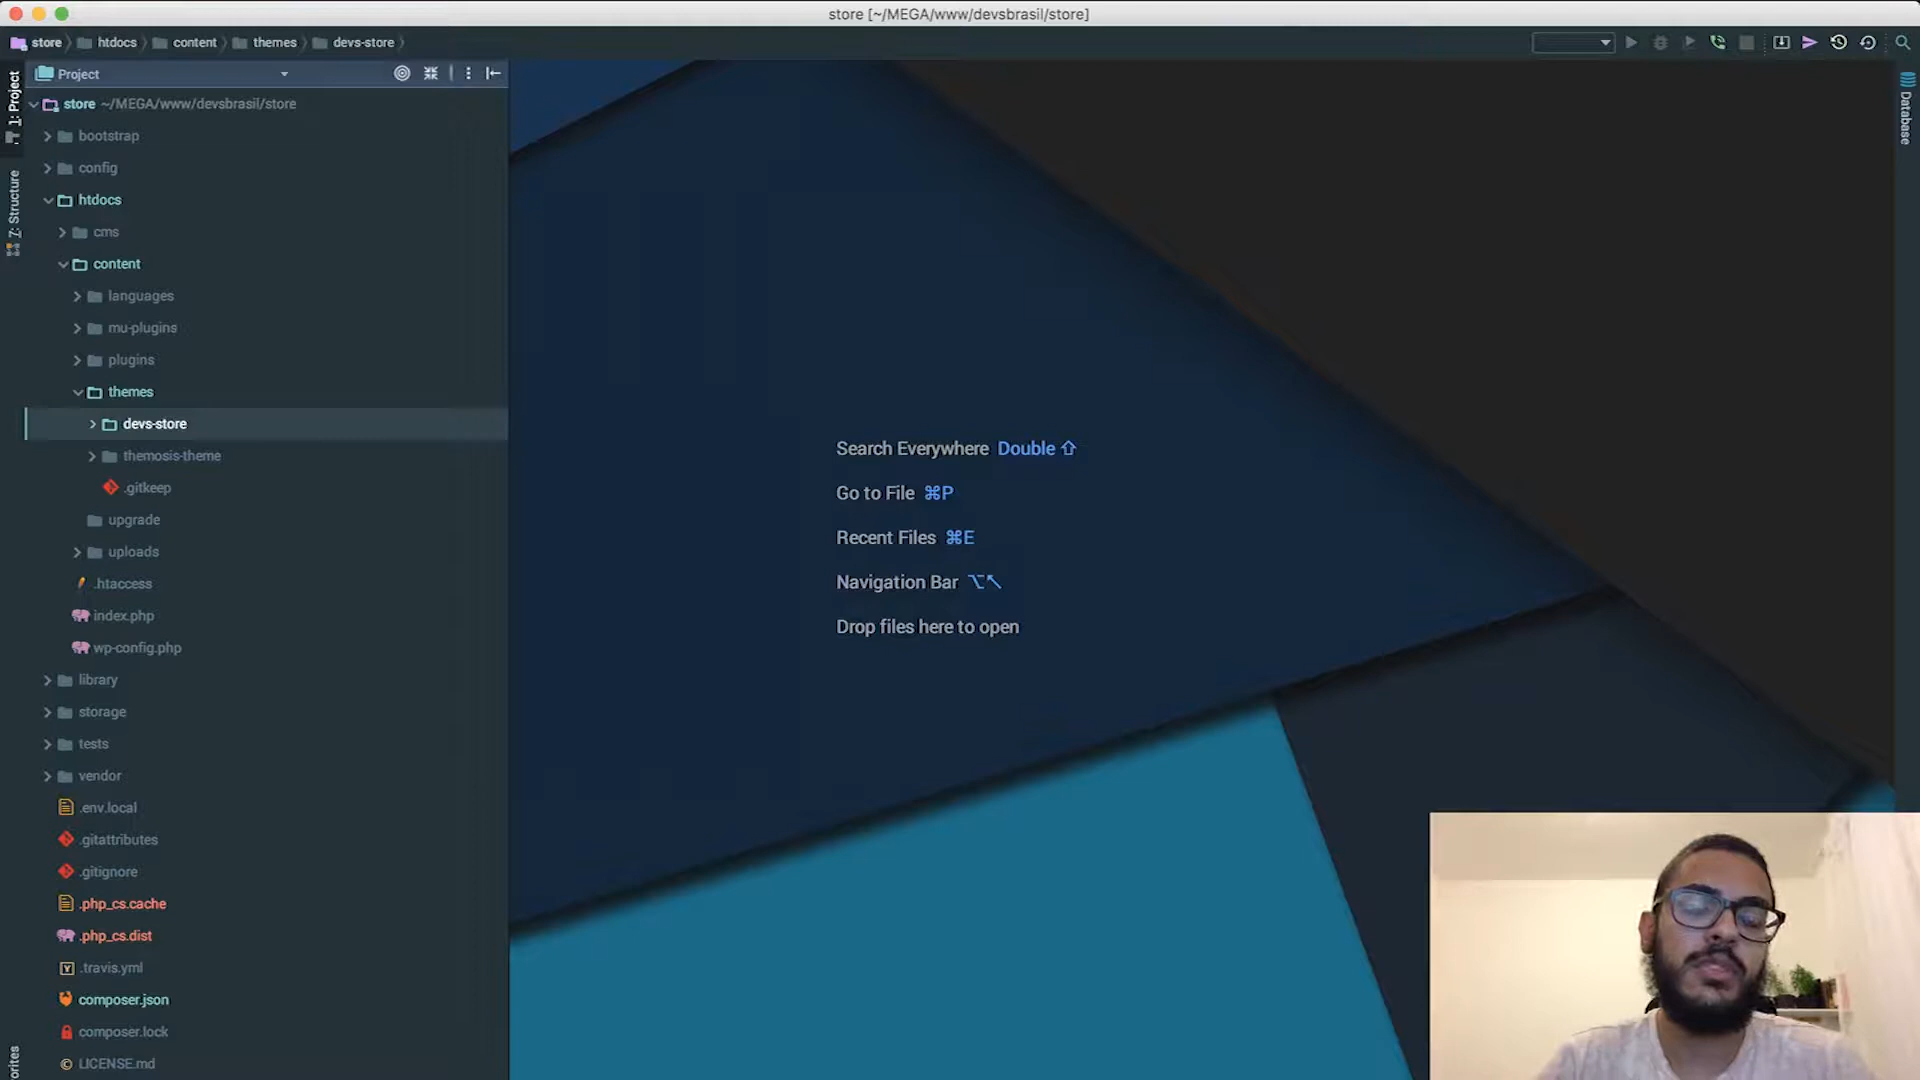 store [~/MEGA/www/devsbrasil/store]
store htdocs content themes devs-store
Project
1: Project
Z: Structure
Database
store ~/MEGA/www/devsbrasil/store
bootstrap
config
htdocs
cms
content
languages
mu-plugins
plugins
themes
devs-store
themosis-theme
.gitkeep
upgrade
uploads
.htaccess
index.php
wp-config.php
library
storage
tests
vendor
.env.local
.gitattributes
.gitignore
.php_cs.cache
.php_cs.dist
.travis.yml
composer.json
composer.lock
LICENSE.md
orites
Search Everywhere Double ⇧
Go to File ⌘P
Recent Files ⌘E
Navigation Bar ⌥↖
Drop files here to open